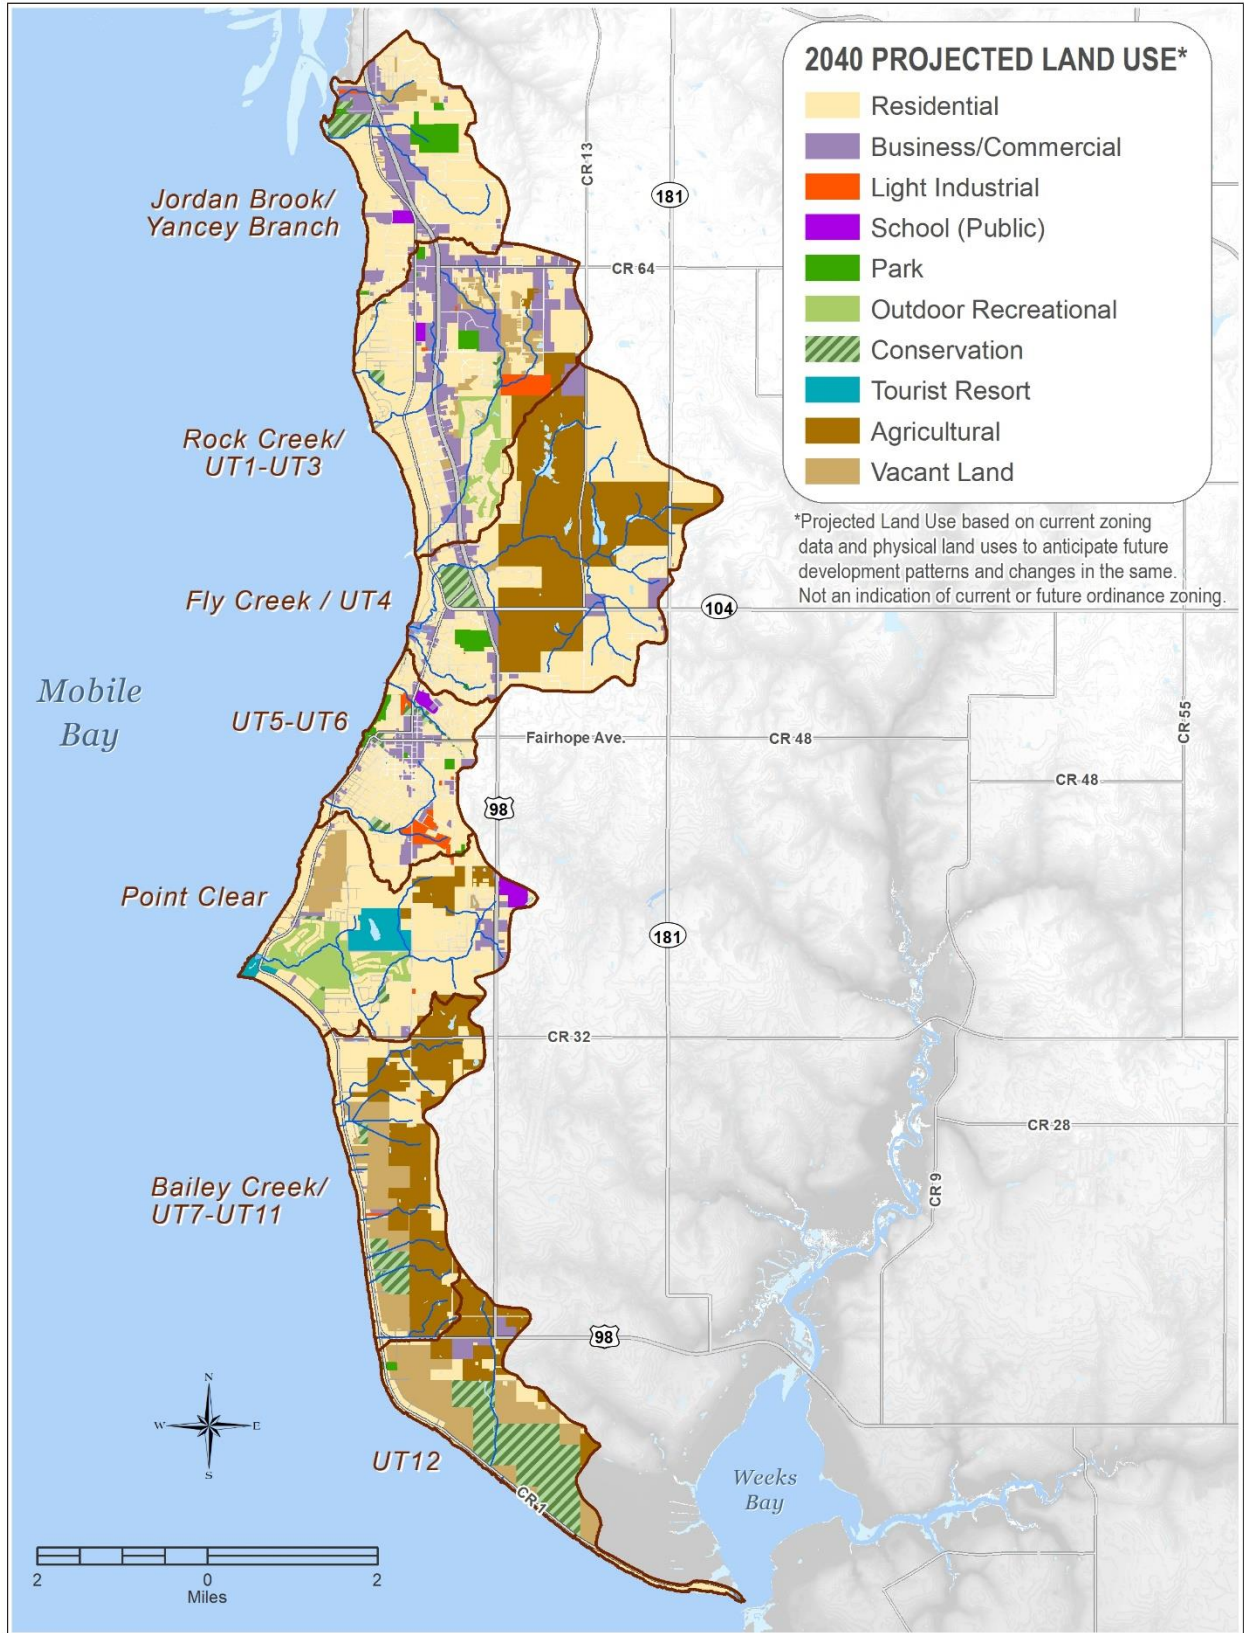 2040 PROJECTED LAND USE*
Residential
Business/Commercial
Light Industrial
School (Public)
Park
Outdoor Recreational
Conservation
Tourist Resort
Agricultural
Vacant Land
*Projected Land Use based on current zoning
data and physical land uses to anticipate future
development patterns and changes in the same.
Not an indication of current or future ordinance zoning.
CR 13
181
Jordan Brook/
Yancey Branch
CR 64
Rock Creek/
UT1-UT3
Fly Creek / UT4
104
Mobile
Bay
UT5-UT6
Fairhope Ave.
CR 48
CR 55
CR 48
98
Point Clear
181
CR 32
CR 28
Bailey Creek/
UT7-UT11
CR 9
98
N
W
E
S
UT12
CR 1
Weeks
Bay
2
0
2
Miles